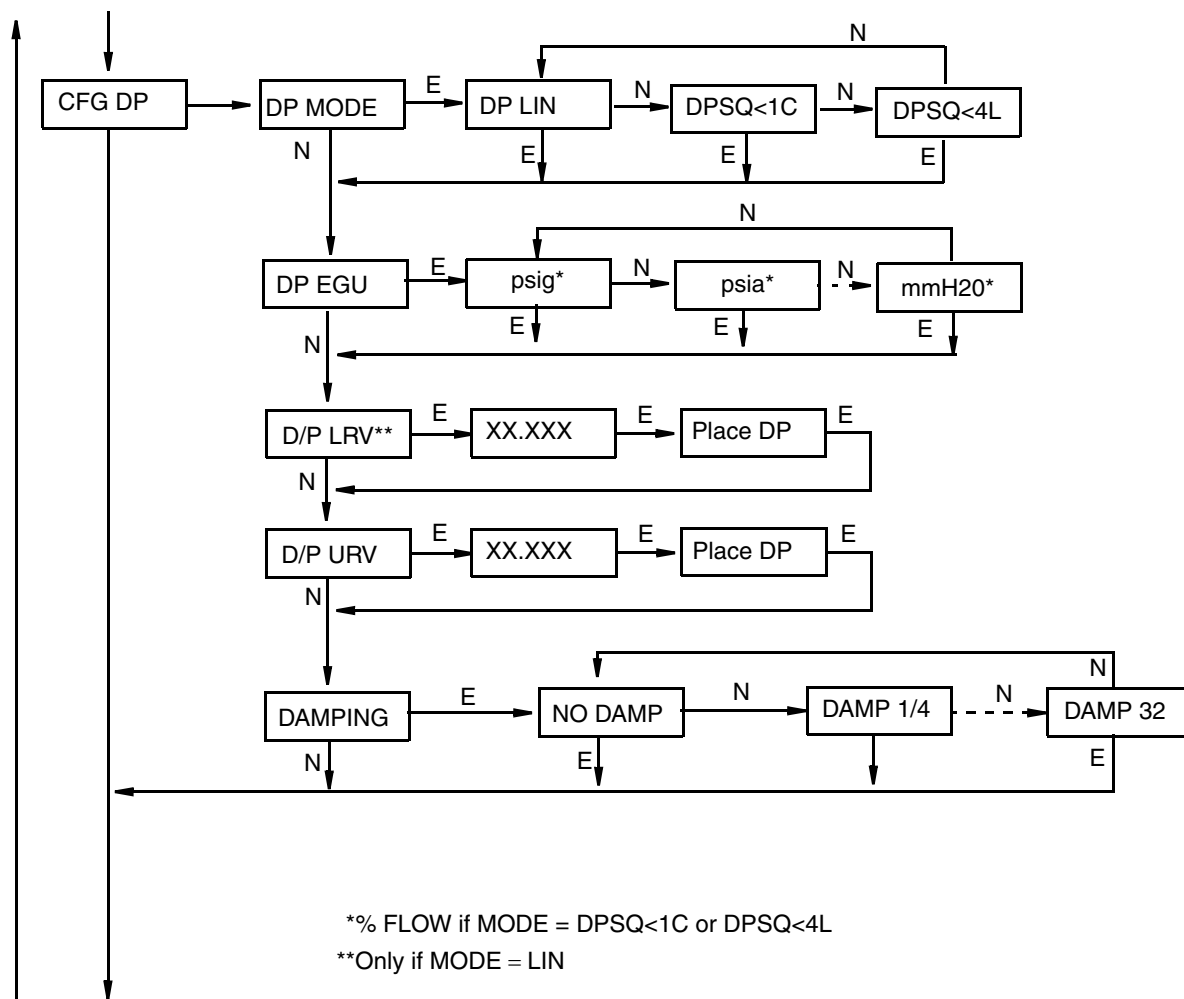 N
CFG DP
DP MODE
E
DP LIN
N
DPSQ<1C
N
DPSQ<4L
N
E
E
E
N
DP EGU
E
psig*
N
psia*
N
mmH20*
N
E
E
E
D/P LRV**
E
XX.XXX
E
Place DP
E
N
D/P URV
E
XX.XXX
E
Place DP
E
N
N
DAMPING
E
NO DAMP
N
DAMP 1/4
N
DAMP 32
N
E
E
*% FLOW if MODE = DPSQ<1C or DPSQ<4L
**Only if MODE = LIN